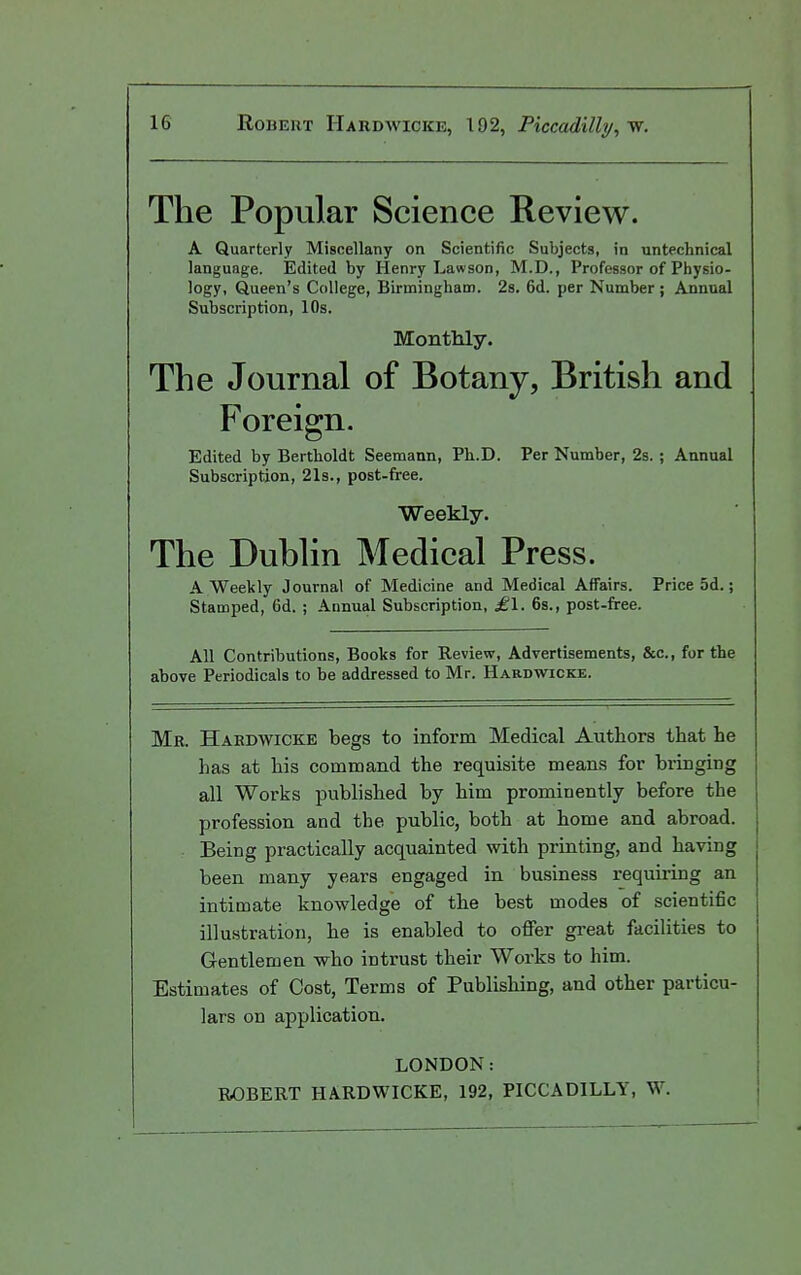 16 Robert Hardwicke, 192, Piccadilly, w.
The Popular Science Review.
A Quarterly Miscellany on Scientific Subjects, in untechnical
language. Edited by Henry Lawson, M.D., Professor of Physio-
logy, Queen's College, Birmingham. 2s. 6d. per Number; Annual
Subscription, 10s.
Monthly.
The Journal of Botany, British and
Foreign.
Edited by Bertholdt Seemann, Ph.D. Per Number, 2s. ; Annual
Subscription, 21s., post-free.
Weekly.
The Dublin Medical Press.
A Weekly Journal of Medicine and Medical Affairs. Price 5d.;
Stamped, 6d. ; Annual Subscription, £1. 6s., post-free.
All Contributions, Books for Review, Advertisements, &c., for the
above Periodicals to be addressed to Mr. Hardwicke.
Mr. Hardwicke begs to inform Medical Authors that he
has at his command the requisite means for bringing
all Works published by him prominently before the
profession and the public, both at home and abroad.
Being practically acquainted with printing, and having
been many years engaged in business requiring an
intimate knowledge of the best modes of scientific
illustration, he is enabled to offer great facilities to
Gentlemen who intrust their Works to him.
Estimates of Cost, Terms of Publishing, and other particu-
lars on application.
LONDON:
ROBERT HARDWICKE, 192, PICCADILLY, W.